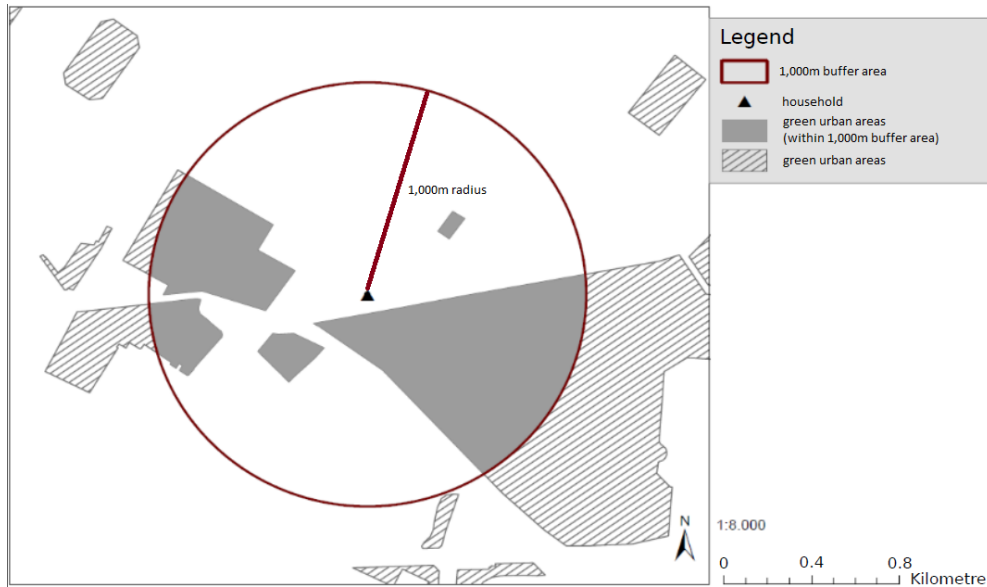 Legend
1,000m buffer area
household
green urban areas
(within 1,000m buffer area)
green urban areas
1,000m radius
N
1:8.000
0 0.4 0.8
Kilometre